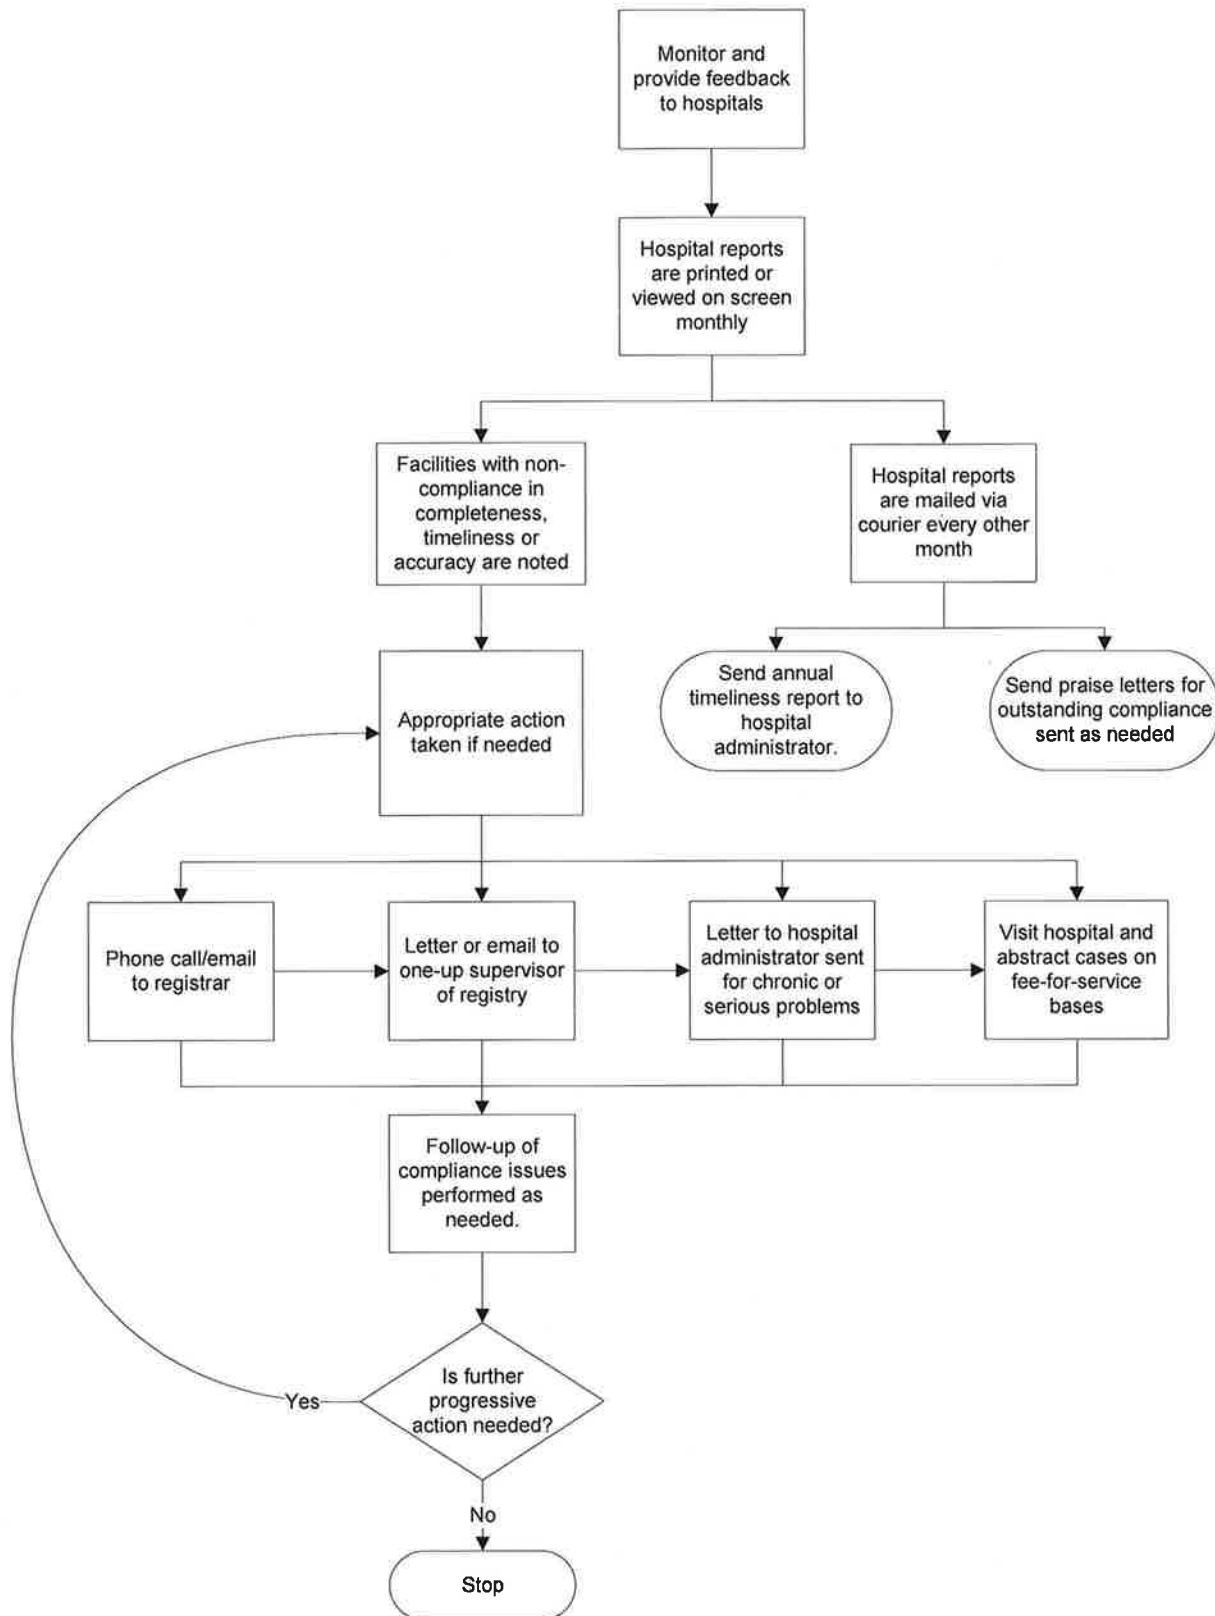 Monitor and
provide feedback
to hospitals
Hospital reports
are printed or
viewed on screen
monthly
Facilities with non-
compliance in
completeness,
timeliness or
accuracy are noted
Hospital reports
are mailed via
courier every other
month
Send annual
timeliness report to
hospital
administrator.
Send praise letters for
outstanding compliance
sent as needed
Appropriate action
taken if needed
Phone call/email
to registrar
Letter or email to
one-up supervisor
of registry
Letter to hospital
administrator sent
for chronic or
serious problems
Visit hospital and
abstract cases on
fee-for-service
bases
Follow-up of
compliance issues
performed as
needed.
Is further
progressive
action needed?
Yes
No
Stop